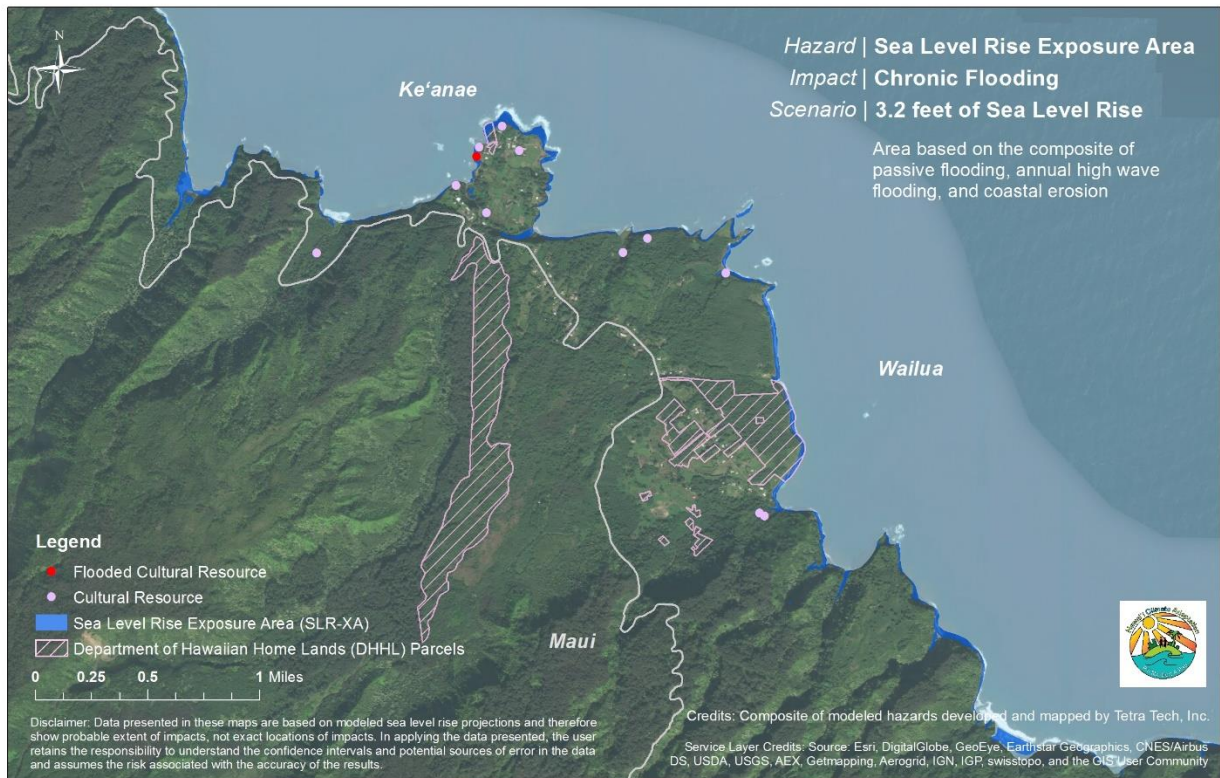 N
Hazard | Sea Level Rise Exposure Area
Impact | Chronic Flooding
Scenario | 3.2 feet of Sea Level Rise
Area based on the composite of
passive flooding, annual high wave
flooding, and coastal erosion
Keʻanae
Wailua
Maui
Legend
Flooded Cultural Resource
Cultural Resource
Sea Level Rise Exposure Area (SLR-XA)
Department of Hawaiian Home Lands (DHHL) Parcels
0 0.25 0.5 1 Miles
Disclaimer: Data presented in these maps are based on modeled sea level rise projections and therefore
show probable extent of impacts, not exact locations of impacts. In applying the data presented, the user
retains the responsibility to understand the confidence intervals and potential sources of error in the data
and assumes the risk associated with the accuracy of the results.
Credits: Composite of modeled hazards developed and mapped by Tetra Tech, Inc.
Service Layer Credits: Source: Esri, DigitalGlobe, GeoEye, Earthstar Geographics, CNES/Airbus
DS, USDA, USGS, AEX, Getmapping, Aerogrid, IGN, IGP, swisstopo, and the GIS User Community